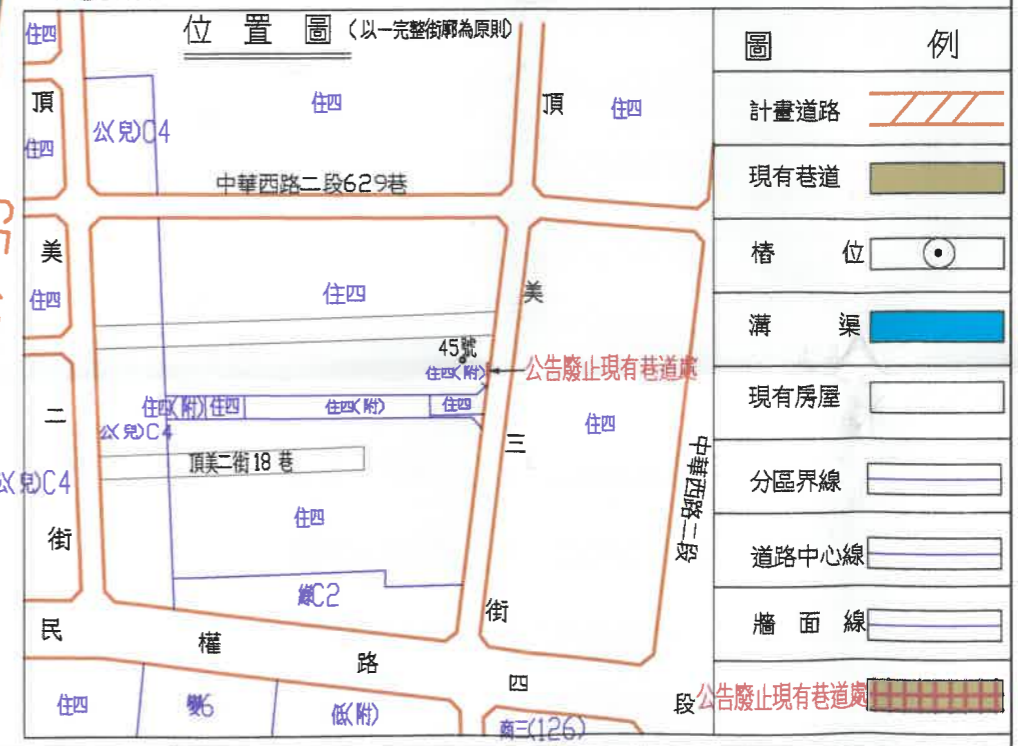 位置圖(以一完整街廓為原則)
住四
頂
住四
公(兒)C4
住四
頂
住四
中華西路二段629巷
美
住四
住四
美
45號
住四(附)
公告廢止現有巷道處
二
住四(附)
住四
住四(附)
住四
公(兒)C4
住四
三
頂美二街18巷
公(兒)C4
中華西路二段
住四
街
街
民權路四段
住四
住(附)
商三(126)
圖例
計畫道路
現有巷道
樁位
溝渠
現有房屋
分區界線
道路中心線
牆面線
公告廢止現有巷道處